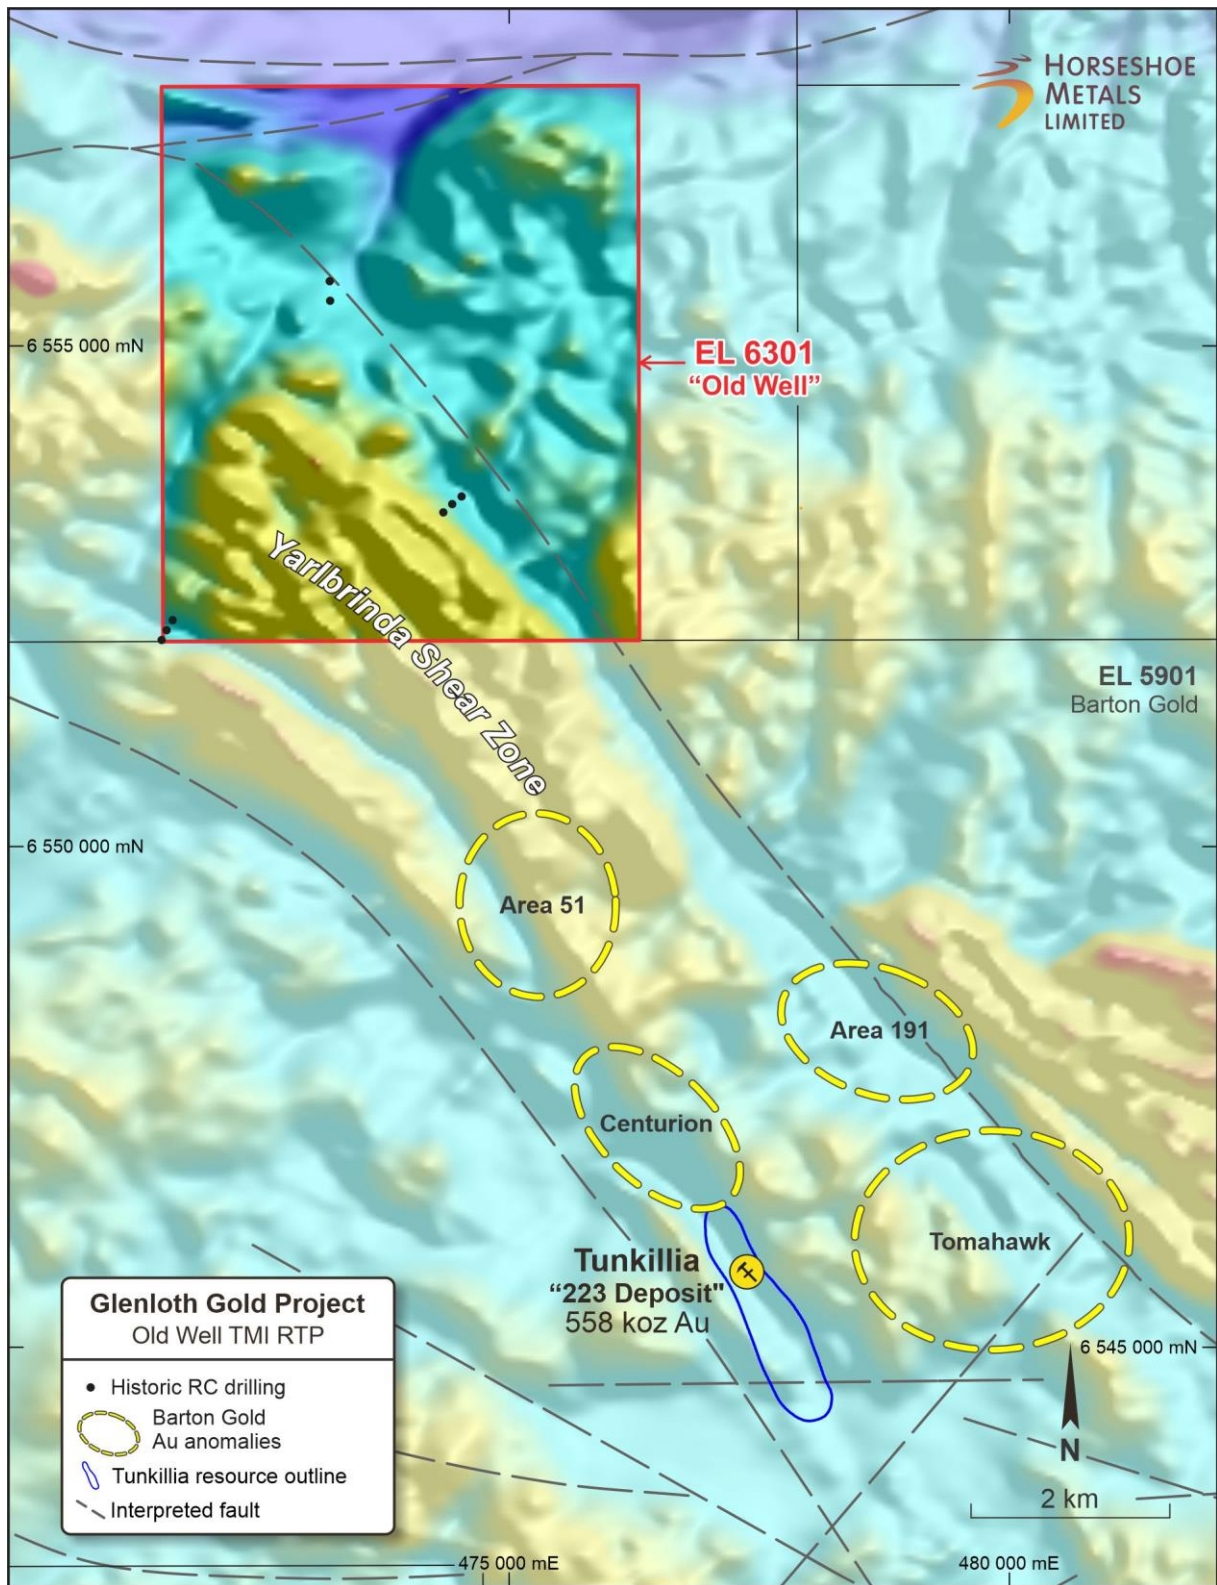 HORSESHOE
METALS
LIMITED
6 555 000 mN
EL 6301
“Old Well”
Yarlbrinda Shear Zone
EL 5901
Barton Gold
6 550 000 mN
Area 51
Area 191
Centurion
Tomahawk
Tunkillia
“223 Deposit"
558 koz Au
6 545 000 mN
N
2 km
Glenloth Gold Project
Old Well TMI RTP
Historic RC drilling
Barton Gold
Au anomalies
Tunkillia resource outline
Interpreted fault
475 000 mE
480 000 mE